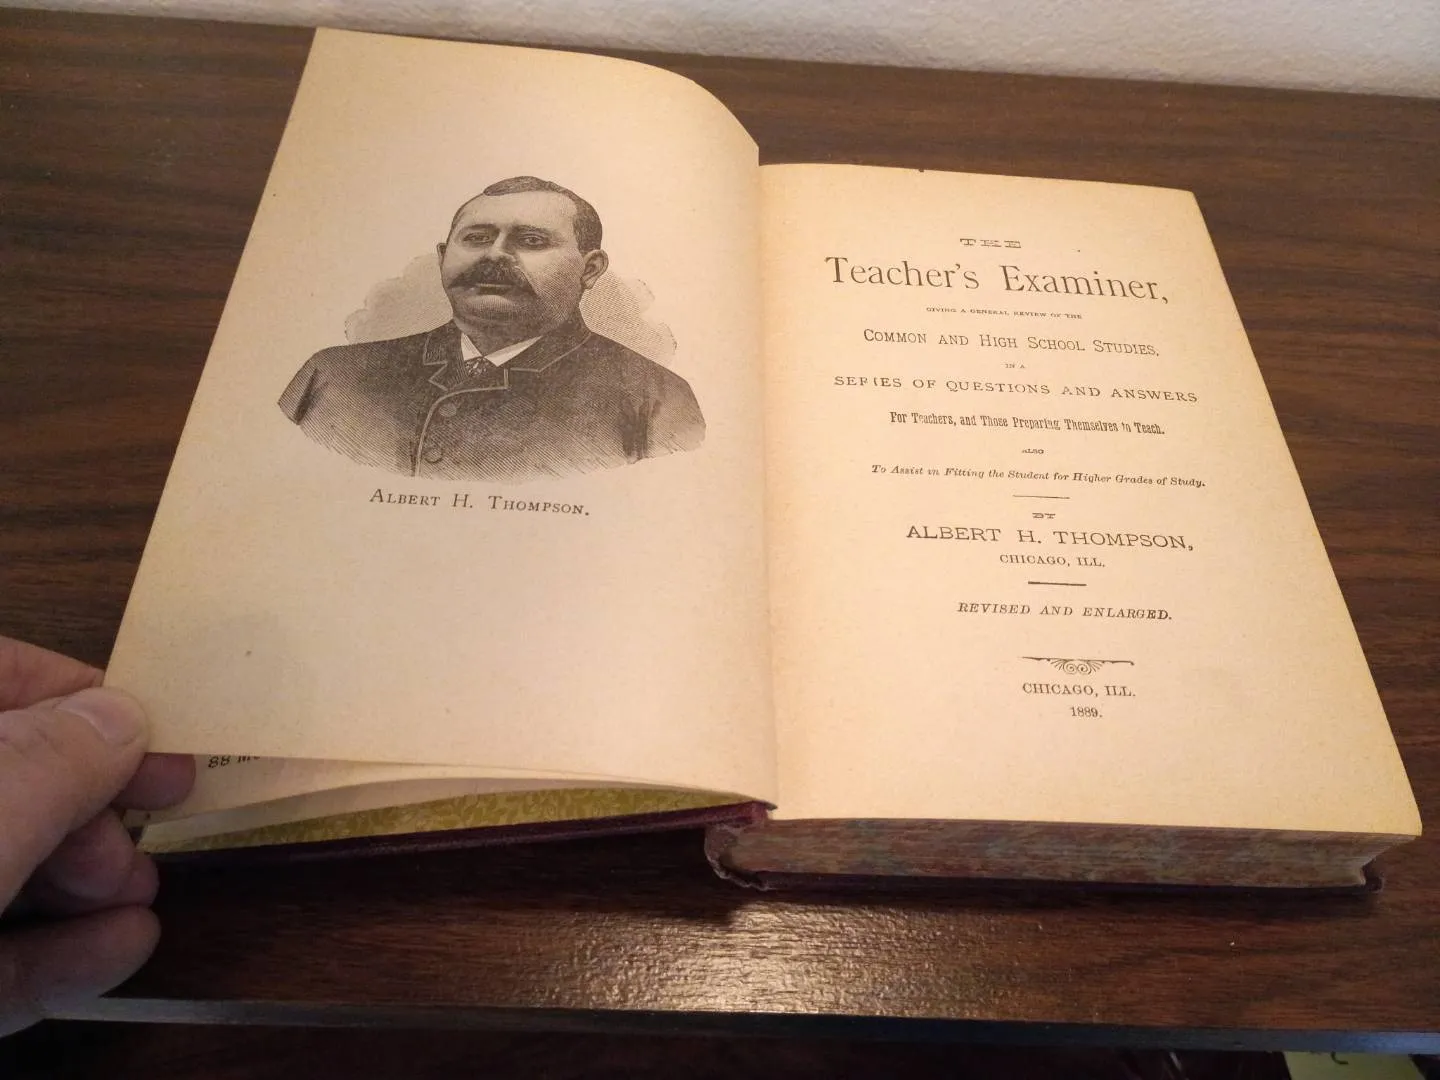 ALBERT H. THOMPSON.
88
THE
Teacher's Examiner,
GIVING A GENERAL REVIEW OF THE
COMMON AND HIGH SCHOOL STUDIES,
IN A
SERIES OF QUESTIONS AND ANSWERS
For Teachers, and Those Preparing Themselves to Teach.
ALSO
To Assist in Fitting the Student for Higher Grades of Study.
BY
ALBERT H. THOMPSON,
CHICAGO, ILL.
REVISED AND ENLARGED.
CHICAGO, ILL.
1889.